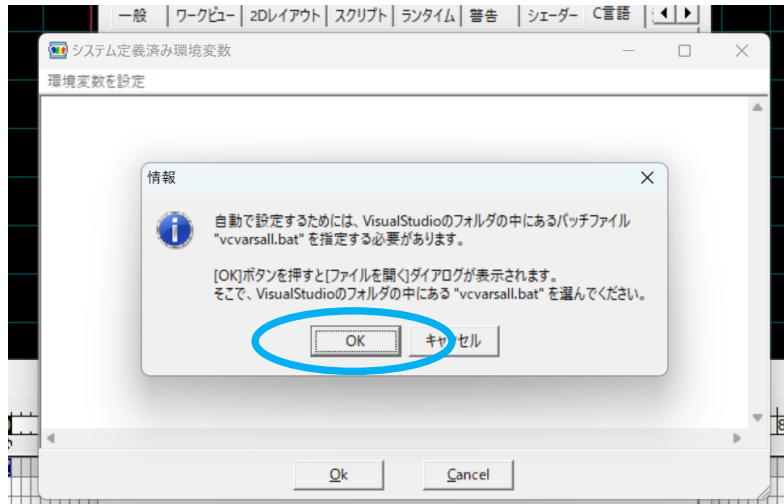 一般 ワークビュー 2Dレイアウト スクリプト ランタイム 警告 シェーダー C言語
システム定義済み環境変数
環境変数を設定
情報
自動で設定するためには、VisualStudioのフォルダの中にあるバッチファイル
"vcvarsall.bat" を指定する必要があります。
[OK]ボタンを押すと[ファイルを開く]ダイアログが表示されます。
そこで、VisualStudioのフォルダの中にある "vcvarsall.bat" を選んでください。
OK キャンセル
Ok Cancel